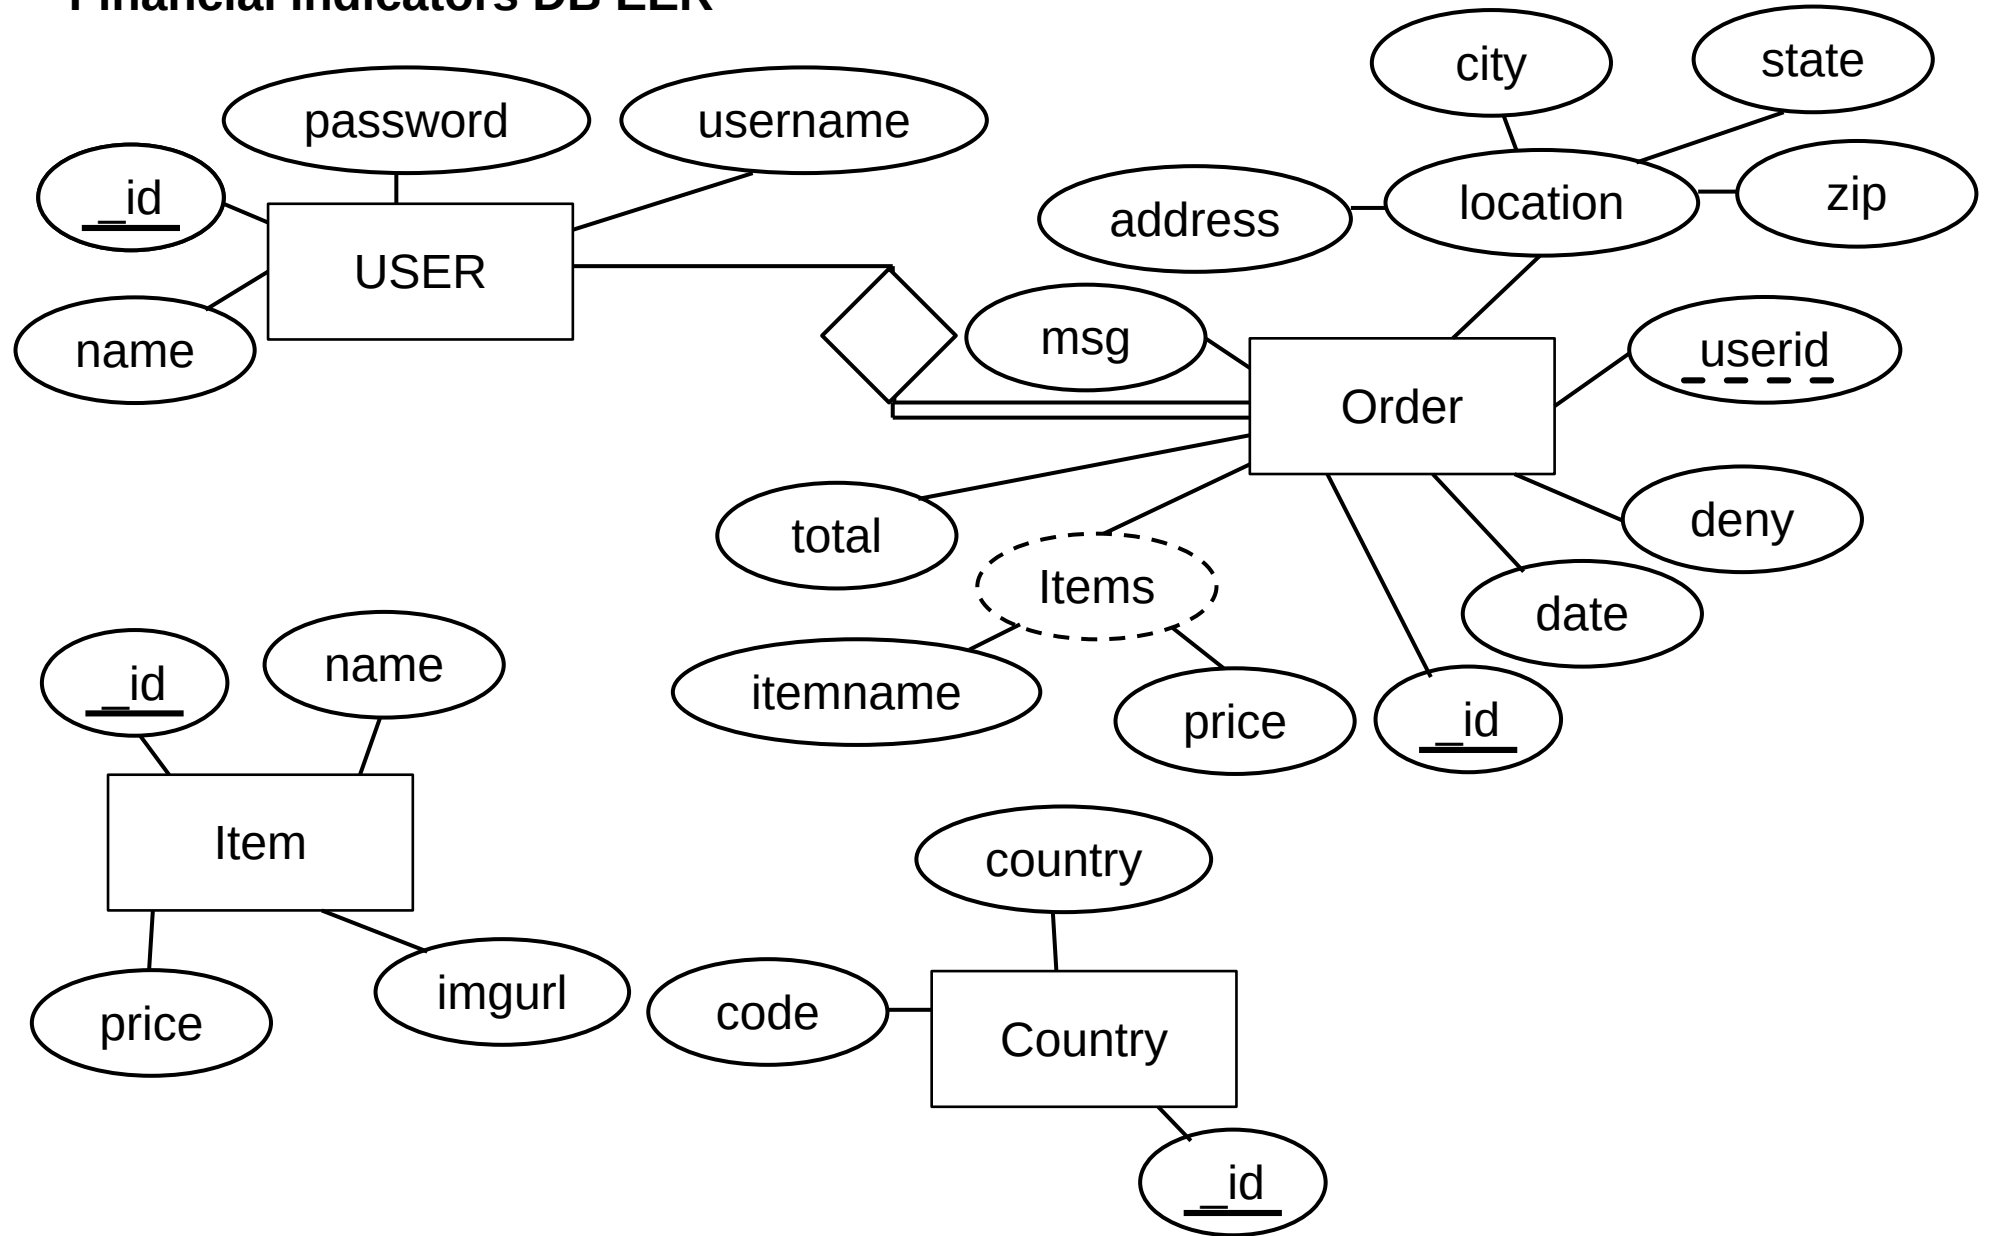 Financial Indicators DB EER
city
state
password
username
_id
zip
location
address
USER
msg
name
userid
Order
total
deny
Items
date
_id
name
itemname
price
_id
Item
country
imgurl
code
price
Country
_id